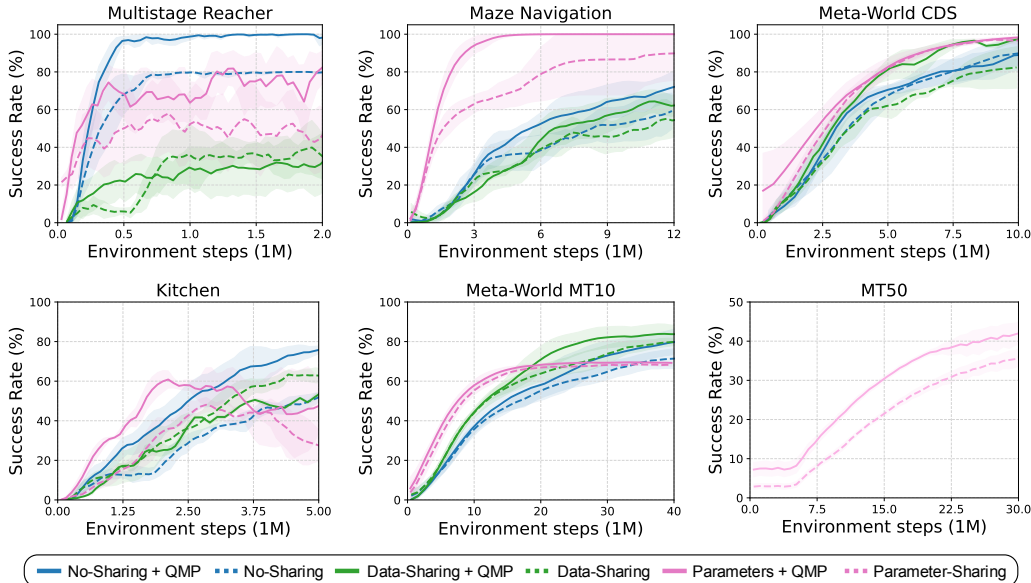 Multistage Reacher
Success Rate (%)
100
80
60
40
20
0
0.0 0.5 1.0 1.5 2.0
Environment steps (1M)
Maze Navigation
Success Rate (%)
100
80
60
40
20
0
0 3 6 9 12
Environment steps (1M)
Meta-World CDS
Success Rate (%)
100
80
60
40
20
0
0.0 2.5 5.0 7.5 10.0
Environment steps (1M)
Kitchen
Success Rate (%)
100
80
60
40
20
0
0.00 1.25 2.50 3.75 5.00
Environment steps (1M)
Meta-World MT10
Success Rate (%)
100
80
60
40
20
0
0 10 20 30 40
Environment steps (1M)
MT50
Success Rate (%)
50
40
30
20
10
0
0.0 7.5 15.0 22.5 30.0
Environment steps (1M)
No-Sharing + QMP No-Sharing Data-Sharing + QMP Data-Sharing Parameters + QMP Parameter-Sharing